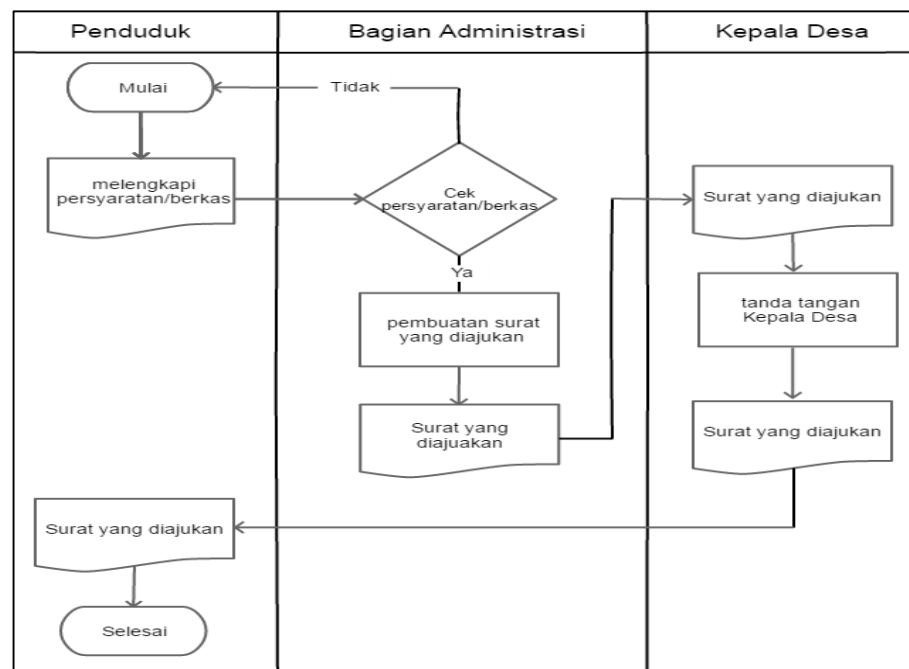 Penduduk
Bagian Administrasi
Kepala Desa
Mulai
Tidak
melengkapi
persyaratan/berkas
Cek
persyaratan/berkas
Surat yang diajukan
Ya
pembuatan surat
yang diajukan
tanda tangan
Kepala Desa
Surat yang
diajuakan
Surat yang diajukan
Surat yang diajukan
Selesai